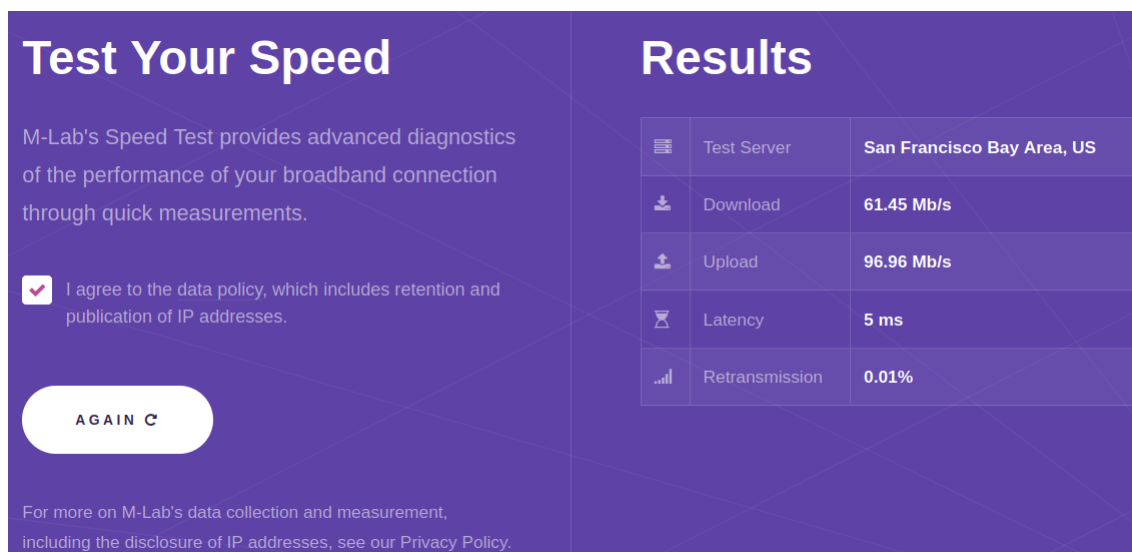 Test Your Speed
M-Lab's Speed Test provides advanced diagnostics
of the performance of your broadband connection
through quick measurements.
I agree to the data policy, which includes retention and
publication of IP addresses.
AGAIN
For more on M-Lab's data collection and measurement,
including the disclosure of IP addresses, see our Privacy Policy.
Results
Test Server San Francisco Bay Area, US
Download 61.45 Mb/s
Upload 96.96 Mb/s
Latency 5 ms
Retransmission 0.01%